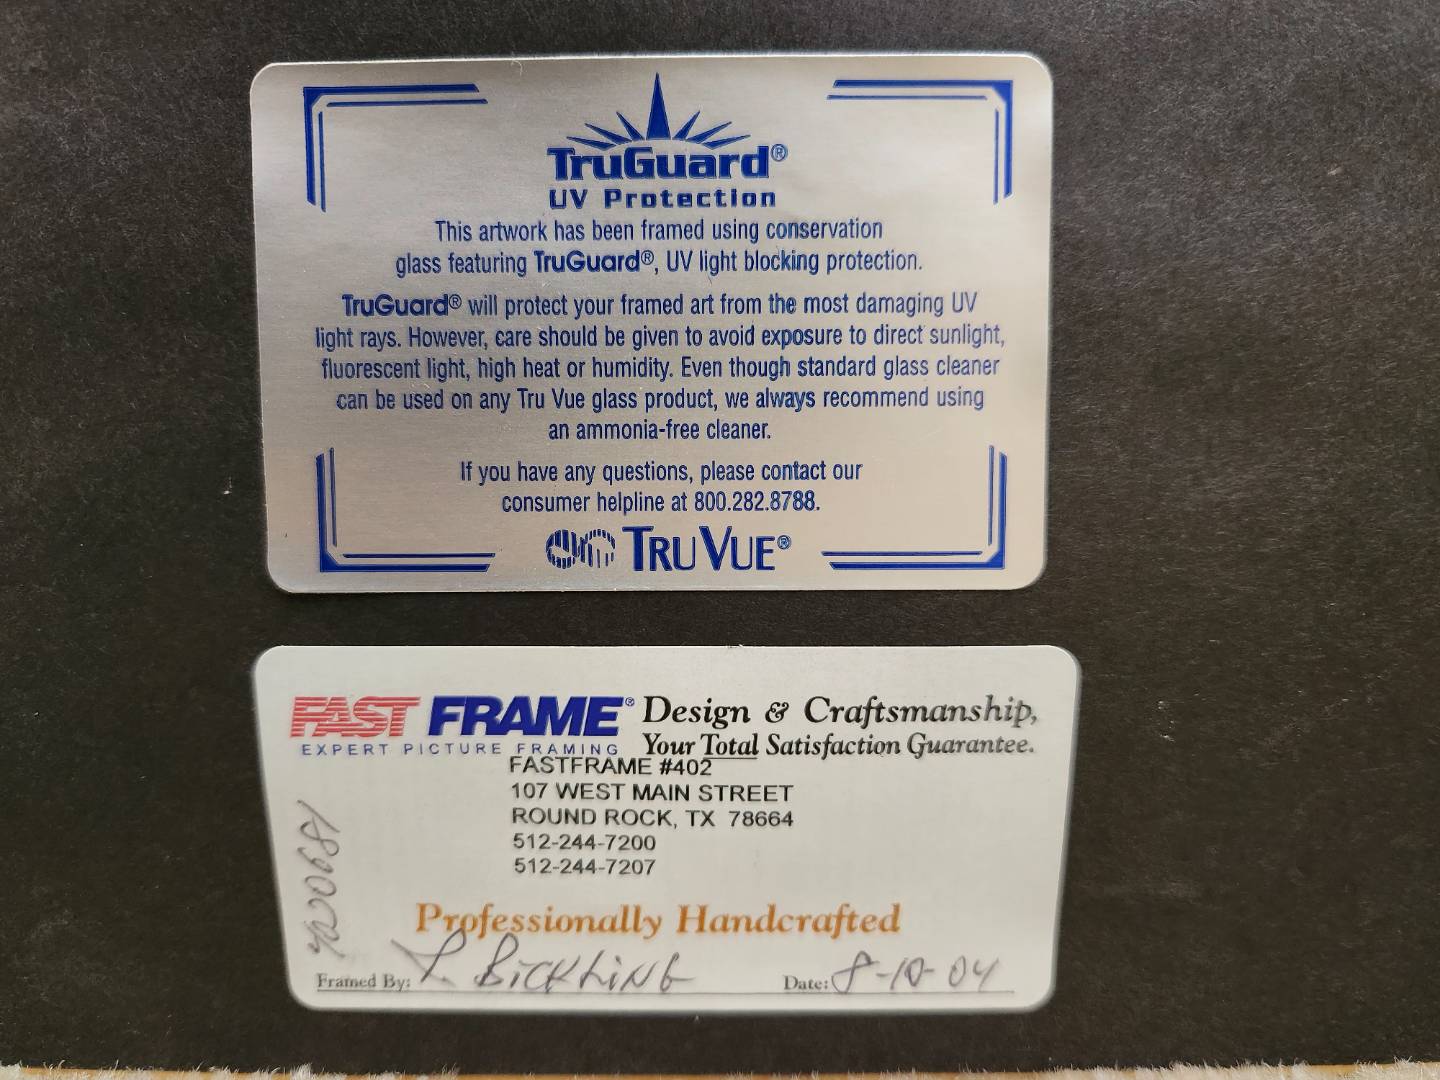 TruGuard®
UV Protection
This artwork has been framed using conservation
glass featuring TruGuard®, UV light blocking protection.
TruGuard® will protect your framed art from the most damaging UV
light rays. However, care should be given to avoid exposure to direct sunlight,
fluorescent light, high heat or humidity. Even though standard glass cleaner
can be used on any Tru Vue glass product, we always recommend using
an ammonia-free cleaner.
If you have any questions, please contact our
consumer helpline at 800.282.8788.
TRU VUE®
FAST FRAME®
EXPERT PICTURE FRAMING
Design & Craftsmanship,
Your Total Satisfaction Guarantee.
FASTFRAME #402
107 WEST MAIN STREET
ROUND ROCK, TX 78664
512-244-7200
512-244-7207
Professionally Handcrafted
Framed By: BICKLING Date: 8-10-04